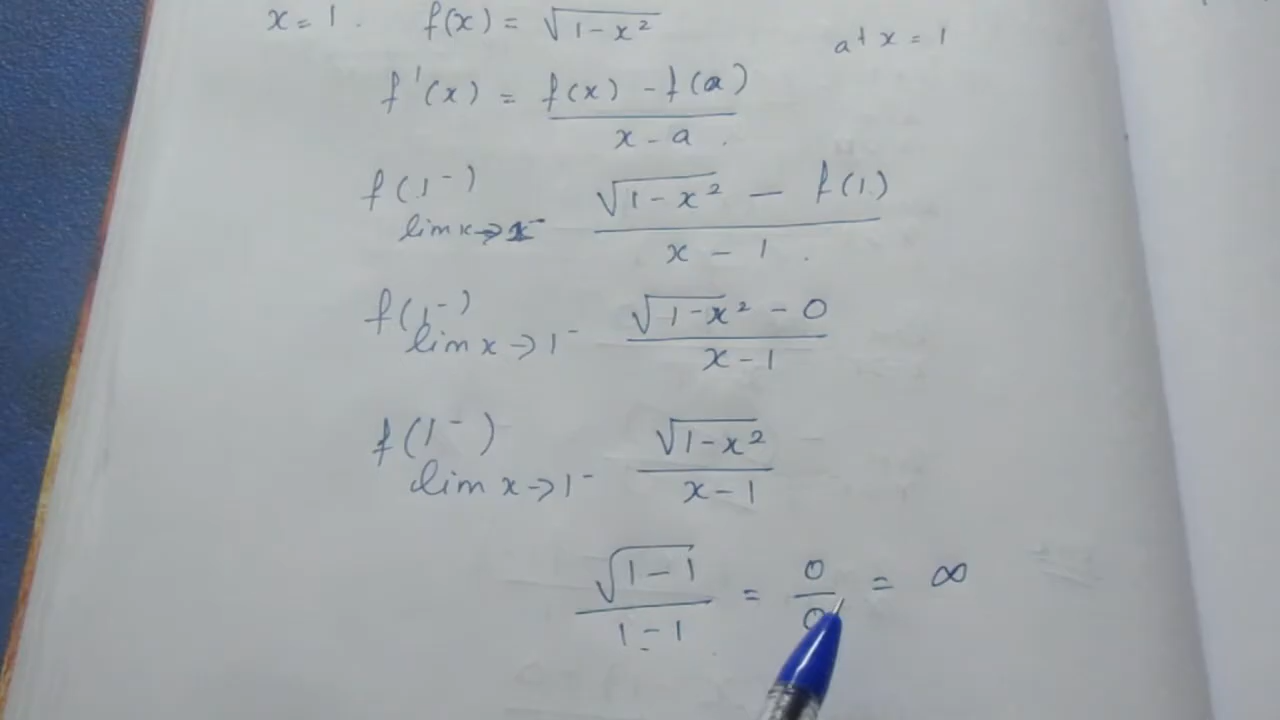 x = 1 . f(x) = √1-x²
at x = 1
f'(x) = f(x) - f(a)
x - a .
f(1⁻) √1-x² - f(1)
lim x→1⁻ x - 1 .
f(1⁻) √1-x² - 0
lim x→1⁻ x-1
f(1⁻) √1-x²
lim x→1⁻ x-1
√1-1 = 0 = ∞
1-1 0